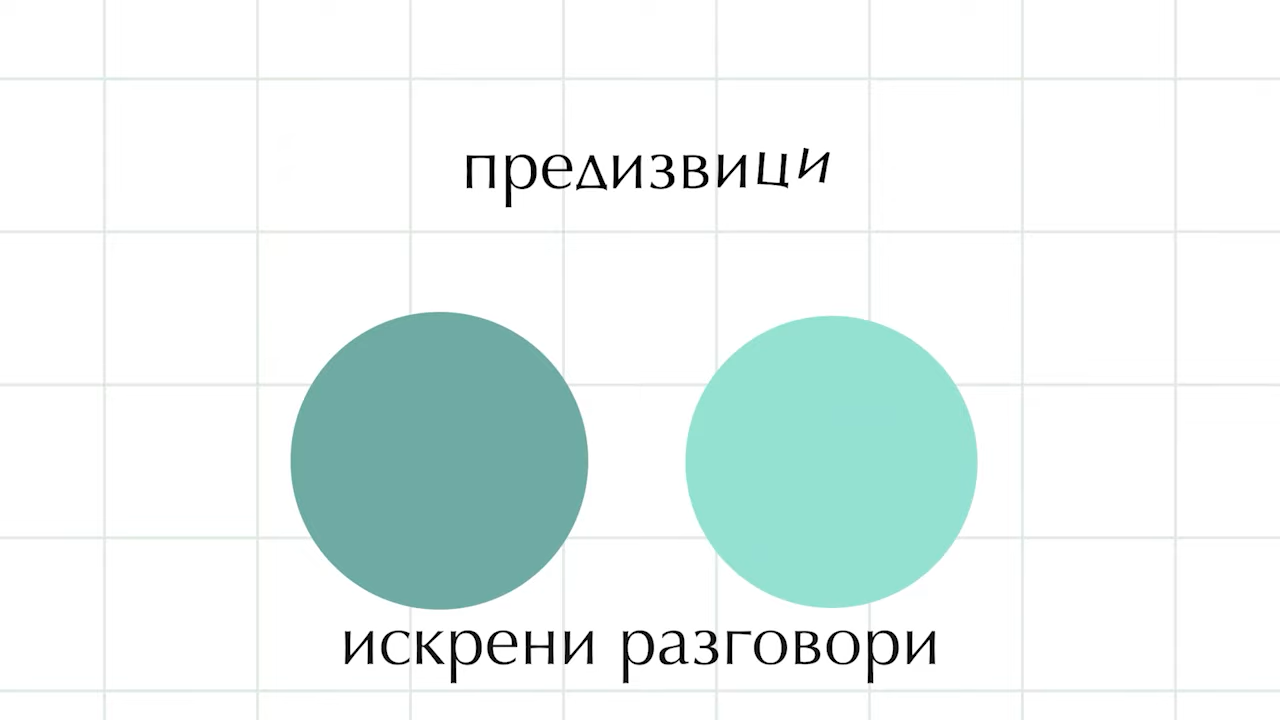 предизвици
искрени разговори